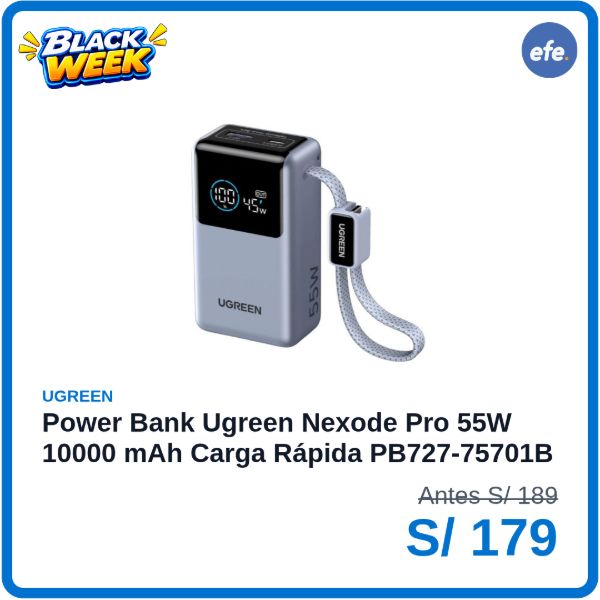 BLACK
WEEK
efe.
100
%
OUT
45W
UGREEN
UGREEN
55W
UGREEN
Power Bank Ugreen Nexode Pro 55W
10000 mAh Carga Rápida PB727-75701B
Antes S/ 189
S/ 179